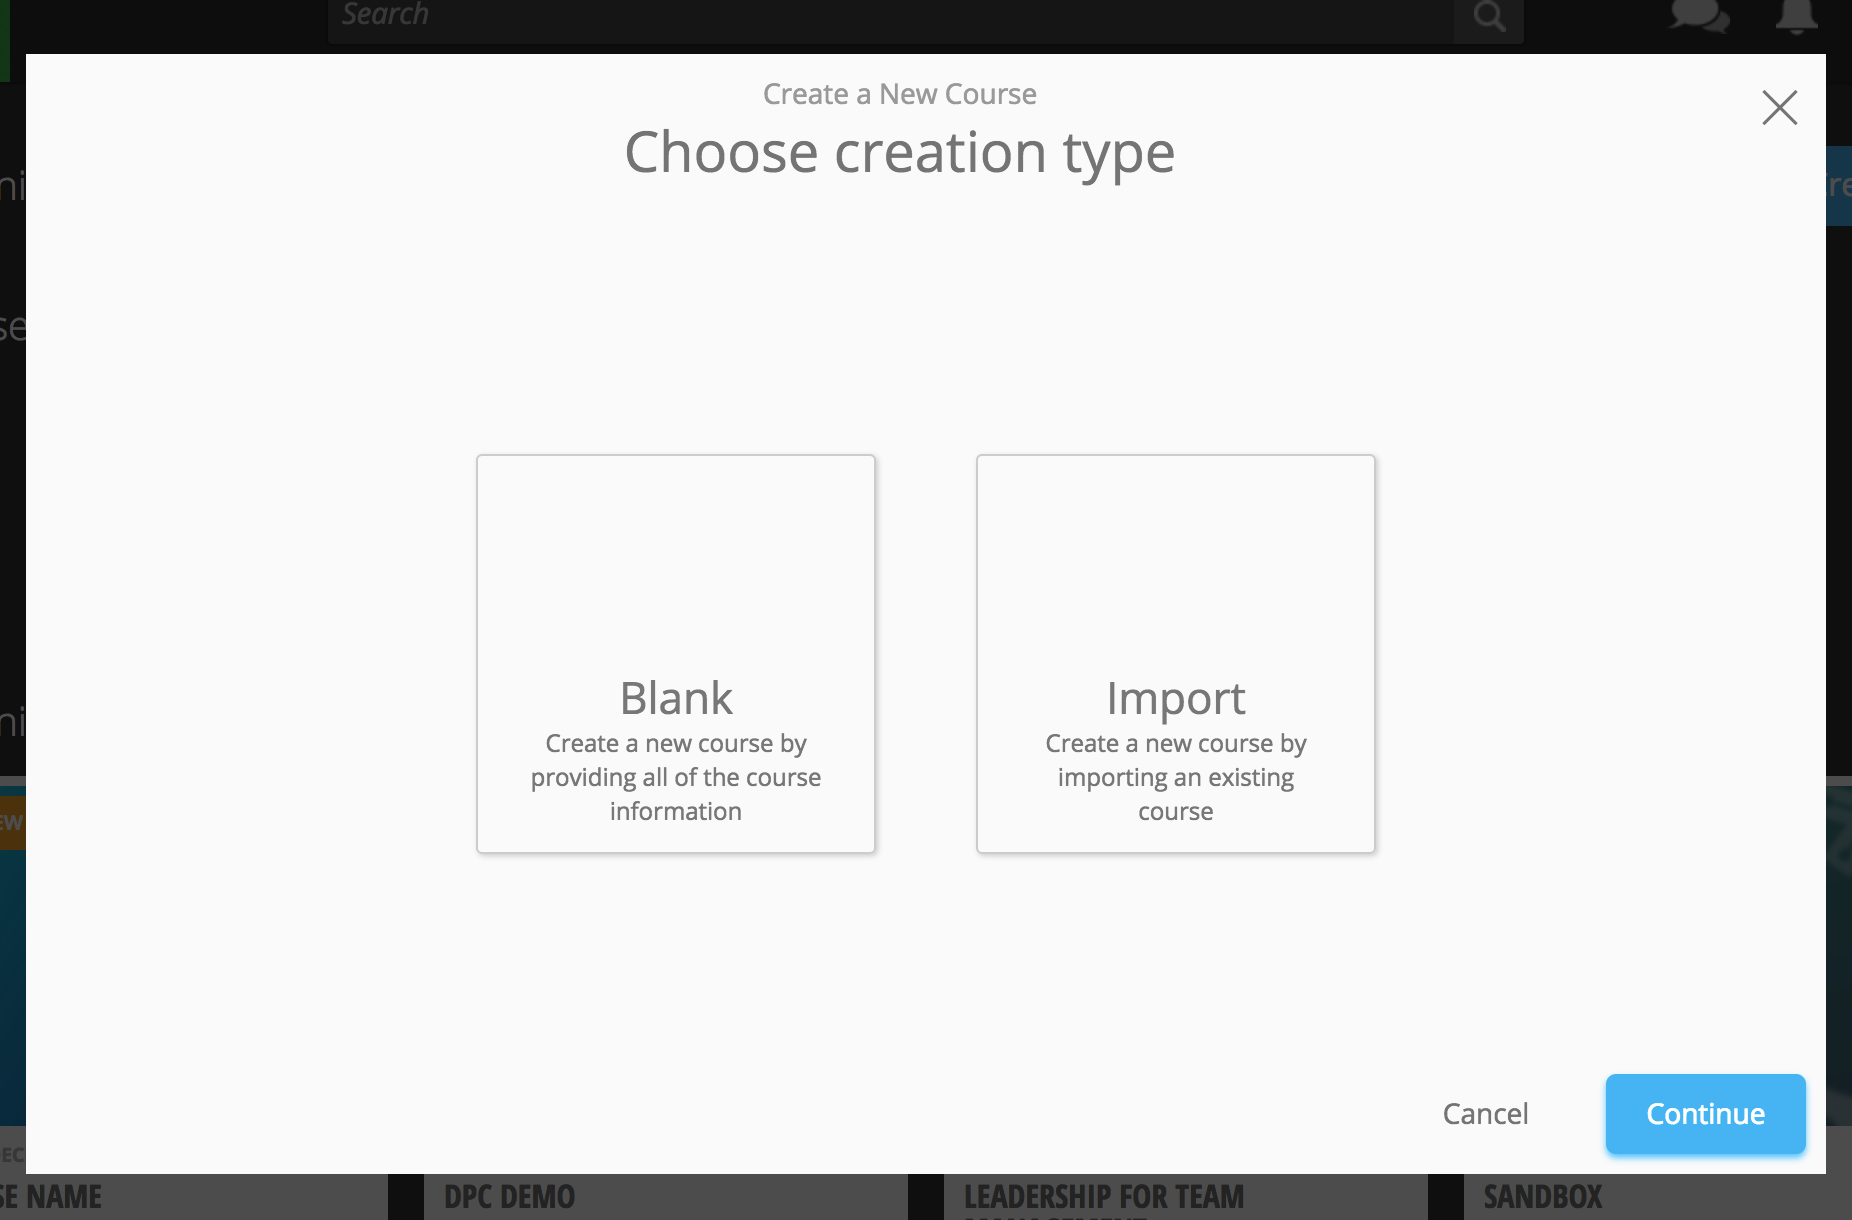 Search
Create a New Course
Choose creation type
Blank
Create a new course by
providing all of the course
information
Import
Create a new course by
importing an existing
course
Cancel
Continue
SE NAME
DPC DEMO
LEADERSHIP FOR TEAM
SANDBOX